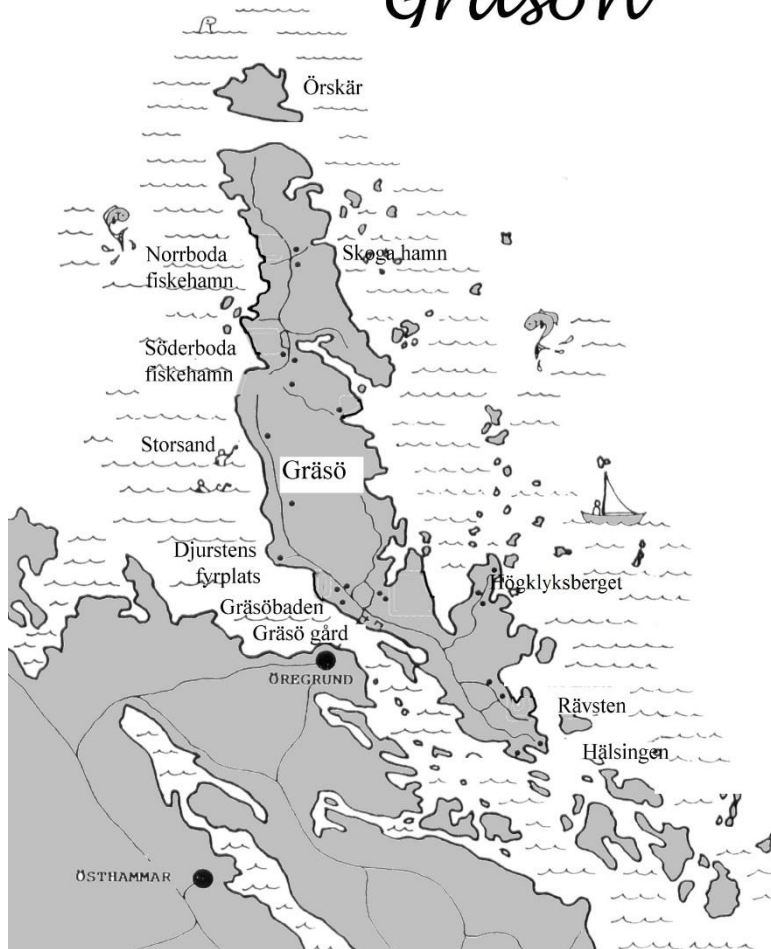 Gräsön
Örskär
Norrboda
fiskehamn
Skoga hamn
Söderboda
fiskehamn
Storsand
Gräsö
Djurstens
fyrplats
Högklyksberget
Gräsöbaden
Gräsö gård
ÖREGRUND
Rävsten
Hälsingen
ÖSTHAMMAR